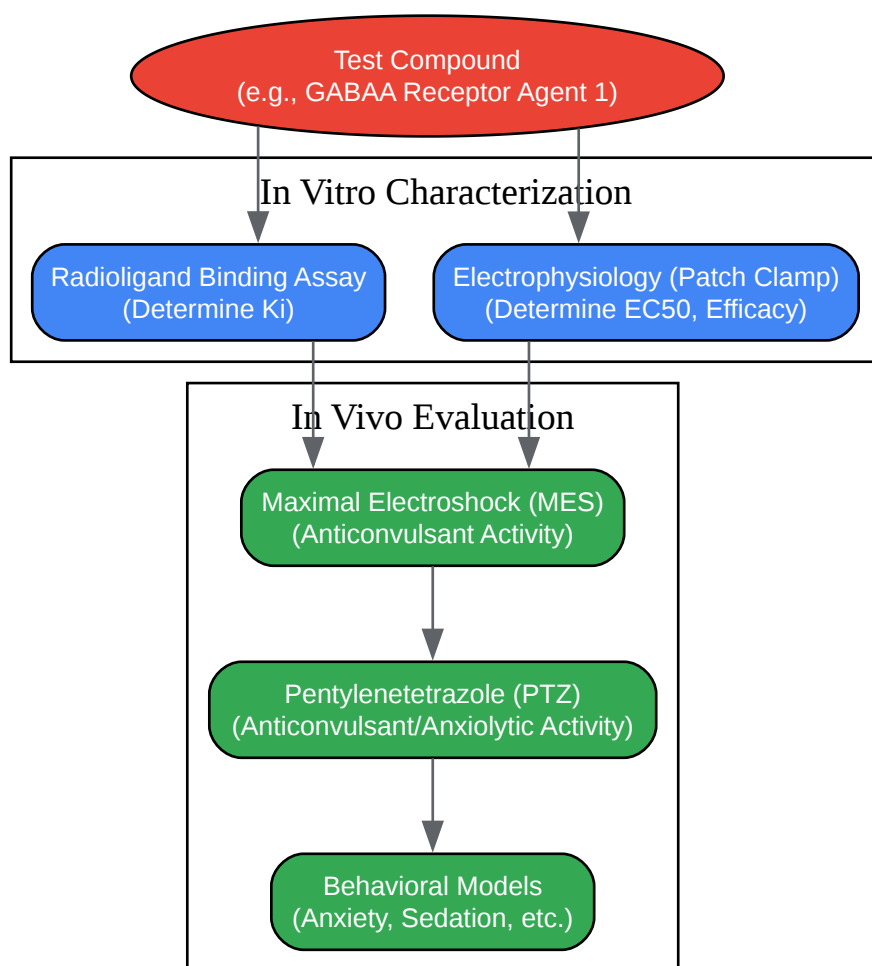 Test Compound
(e.g., GABAA Receptor Agent 1)
In Vitro Characterization
Radioligand Binding Assay
(Determine Ki)
Electrophysiology (Patch Clamp)
(Determine EC50, Efficacy)
In Vivo Evaluation
Maximal Electroshock (MES)
(Anticonvulsant Activity)
Pentylenetetrazole (PTZ)
(Anticonvulsant/Anxiolytic Activity)
Behavioral Models
(Anxiety, Sedation, etc.)